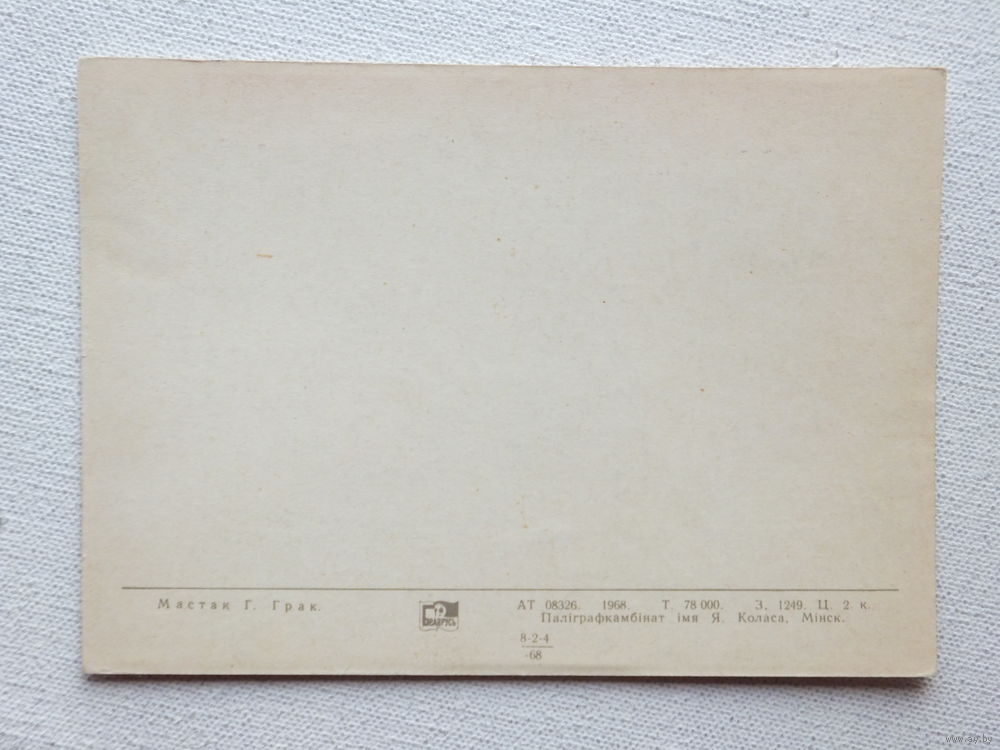 Мастак Г. Грак.
БЕЛАРУСЬ
АТ 08326. 1968. Т. 78 000. З. 1249. Ц. 2 к.
Паліграфкамбінат імя Я. Коласа, Мінск.
8-2-4
-68
www.ay.by